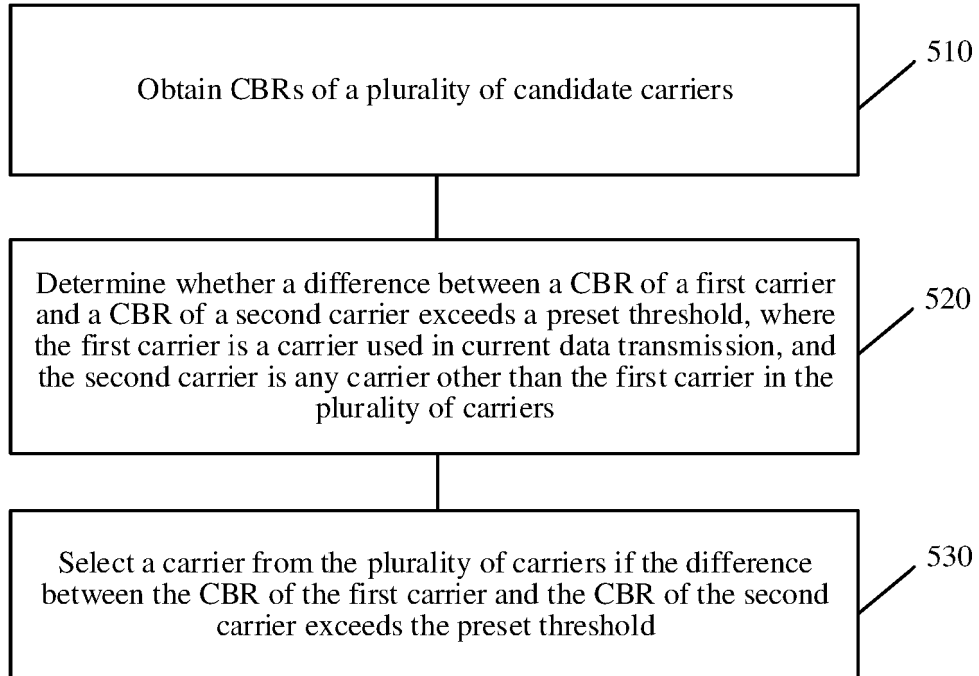 Obtain CBRs of a plurality of candidate carriers
510
Determine whether a difference between a CBR of a first carrier
and a CBR of a second carrier exceeds a preset threshold, where
the first carrier is a carrier used in current data transmission, and
the second carrier is any carrier other than the first carrier in the
plurality of carriers
520
Select a carrier from the plurality of carriers if the difference
between the CBR of the first carrier and the CBR of the second
carrier exceeds the preset threshold
530